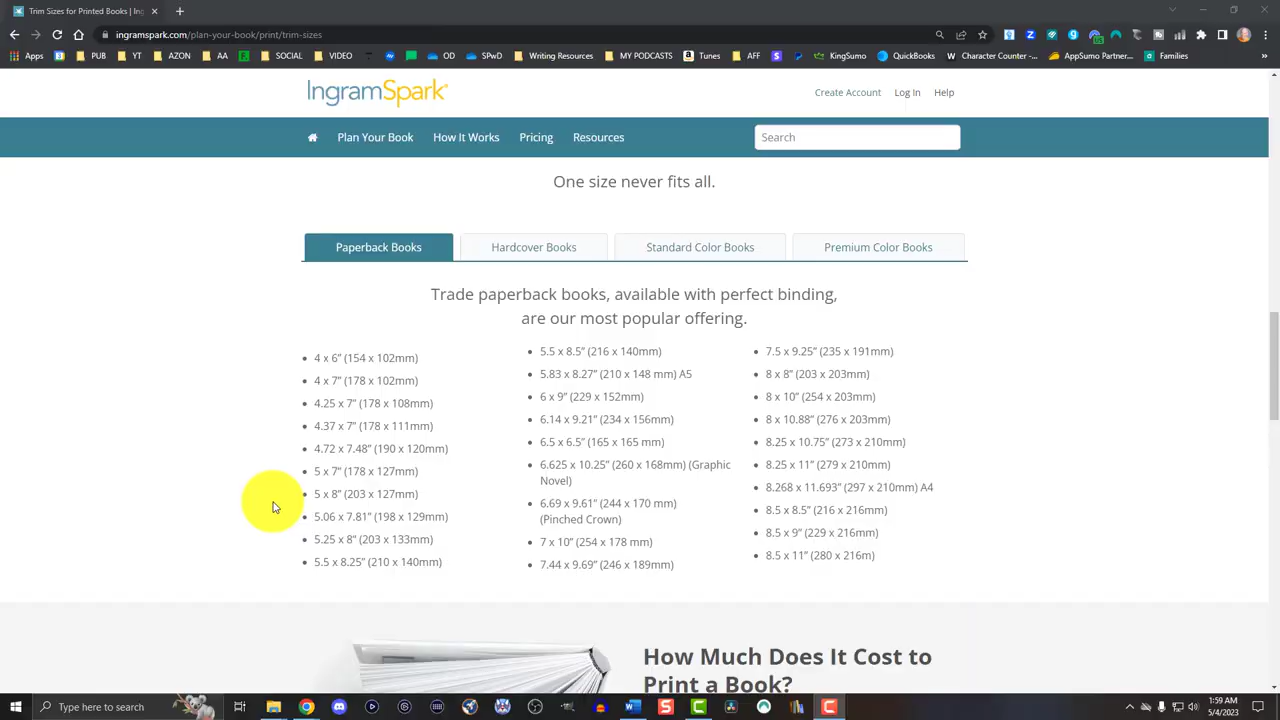 Trim Sizes for Printed Books | Ing
ingramspark.com/plan-your-book/print/trim-sizes
Apps
PUB
YT
AZON
AA
SOCIAL
VIDEO
OD
SPwD
Writing Resources
MY PODCASTS
Tunes
AFF
KingSumo
QuickBooks
Character Counter -...
AppSumo Partner -...
Families
IngramSpark
Create Account
Log In
Help
Plan Your Book
How It Works
Pricing
Resources
Search
One size never fits all.
Paperback Books
Hardcover Books
Standard Color Books
Premium Color Books
Trade paperback books, available with perfect binding,
are our most popular offering.
4 x 6” (154 x 102mm)
4 x 7” (178 x 102mm)
4.25 x 7” (178 x 108mm)
4.37 x 7” (178 x 111mm)
4.72 x 7.48” (190 x 120mm)
5 x 7” (178 x 127mm)
5 x 8” (203 x 127mm)
5.06 x 7.81” (198 x 129mm)
5.25 x 8“ (203 x 133mm)
5.5 x 8.25” (210 x 140mm)
5.5 x 8.5” (216 x 140mm)
5.83 x 8.27” (210 x 148 mm) A5
6 x 9” (229 x 152mm)
6.14 x 9.21” (234 x 156mm)
6.5 x 6.5” (165 x 165 mm)
6.625 x 10.25” (260 x 168mm) (Graphic
Novel)
6.69 x 9.61" (244 x 170 mm)
(Pinched Crown)
7 x 10” (254 x 178 mm)
7.44 x 9.69” (246 x 189mm)
7.5 x 9.25” (235 x 191mm)
8 x 8” (203 x 203mm)
8 x 10” (254 x 203mm)
8 x 10.88” (276 x 203mm)
8.25 x 10.75” (273 x 210mm)
8.25 x 11” (279 x 210mm)
8.268 x 11.693” (297 x 210mm) A4
8.5 x 8.5” (216 x 216mm)
8.5 x 9” (229 x 216mm)
8.5 x 11” (280 x 216m)
How Much Does It Cost to
Print a Book?
Type here to search
1:59 AM
5/4/2023